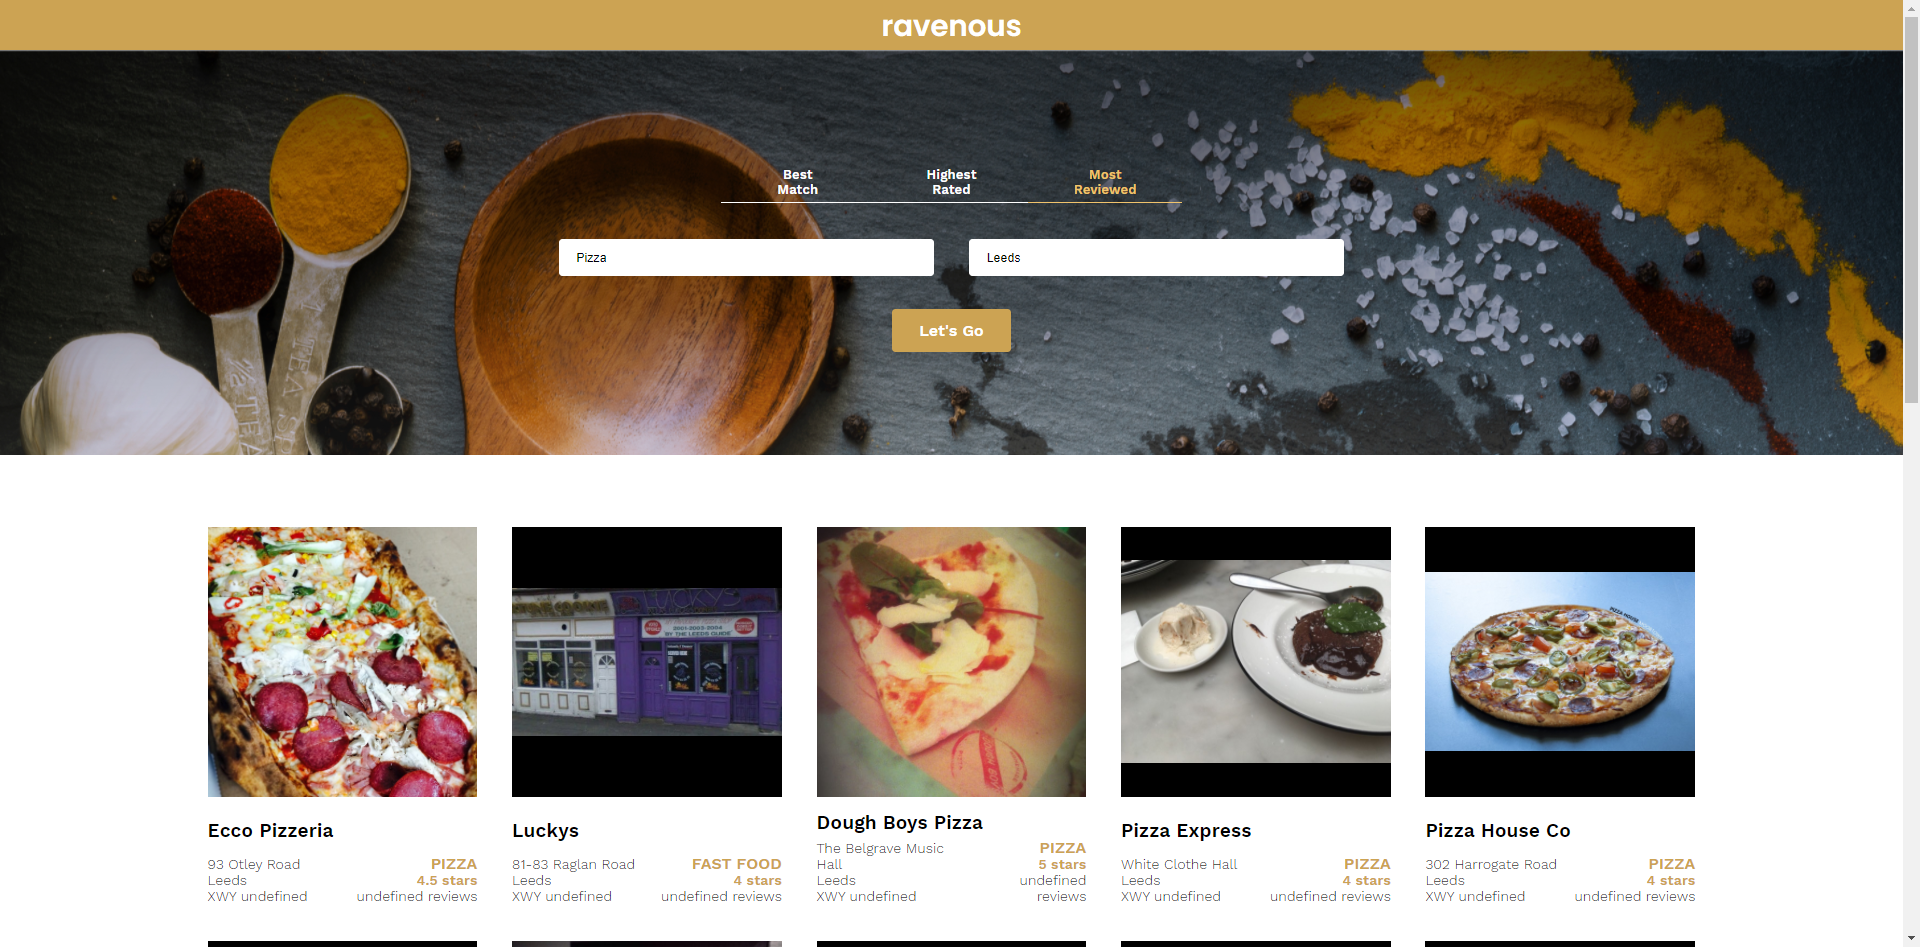 ravenous
Best
Match
Highest
Rated
Most
Reviewed
Pizza
Leeds
Let's Go
LUCKYS
PIZZA HOUSE
Ecco Pizzeria
93 Otley Road
Leeds
XWY undefined
PIZZA
4.5 stars
undefined reviews
Luckys
81-83 Raglan Road
Leeds
XWY undefined
FAST FOOD
4 stars
undefined reviews
Dough Boys Pizza
The Belgrave Music
Hall
Leeds
XWY undefined
PIZZA
5 stars
undefined
reviews
Pizza Express
White Clothe Hall
Leeds
XWY undefined
PIZZA
4 stars
undefined reviews
Pizza House Co
302 Harrogate Road
Leeds
XWY undefined
PIZZA
4 stars
undefined reviews